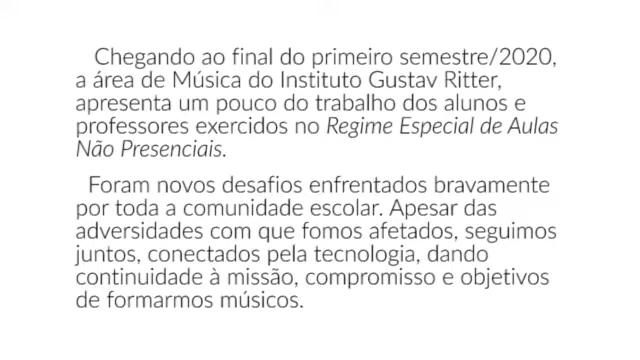 Chegando ao final do primeiro semestre/2020,
a área de Música do Instituto Gustav Ritter,
apresenta um pouco do trabalho dos alunos e
professores exercidos no Regime Especial de Aulas
Não Presenciais.
Foram novos desafios enfrentados bravamente
por toda a comunidade escolar. Apesar das
adversidades com que fomos afetados, seguimos
juntos, conectados pela tecnologia, dando
continuidade à missão, compromisso e objetivos
de formarmos músicos.